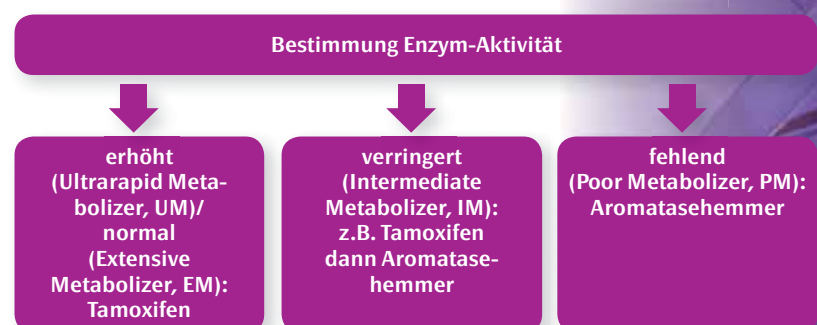 Bestimmung Enzym-Aktivität
erhöht
(Ultrarapid Meta-
bolizer, UM)/
normal
(Extensive
Metabolizer, EM):
Tamoxifen
verringert
(Intermediate
Metabolizer, IM):
z.B. Tamoxifen
dann Aromatase-
hemmer
fehlend
(Poor Metabolizer, PM):
Aromatasehemmer